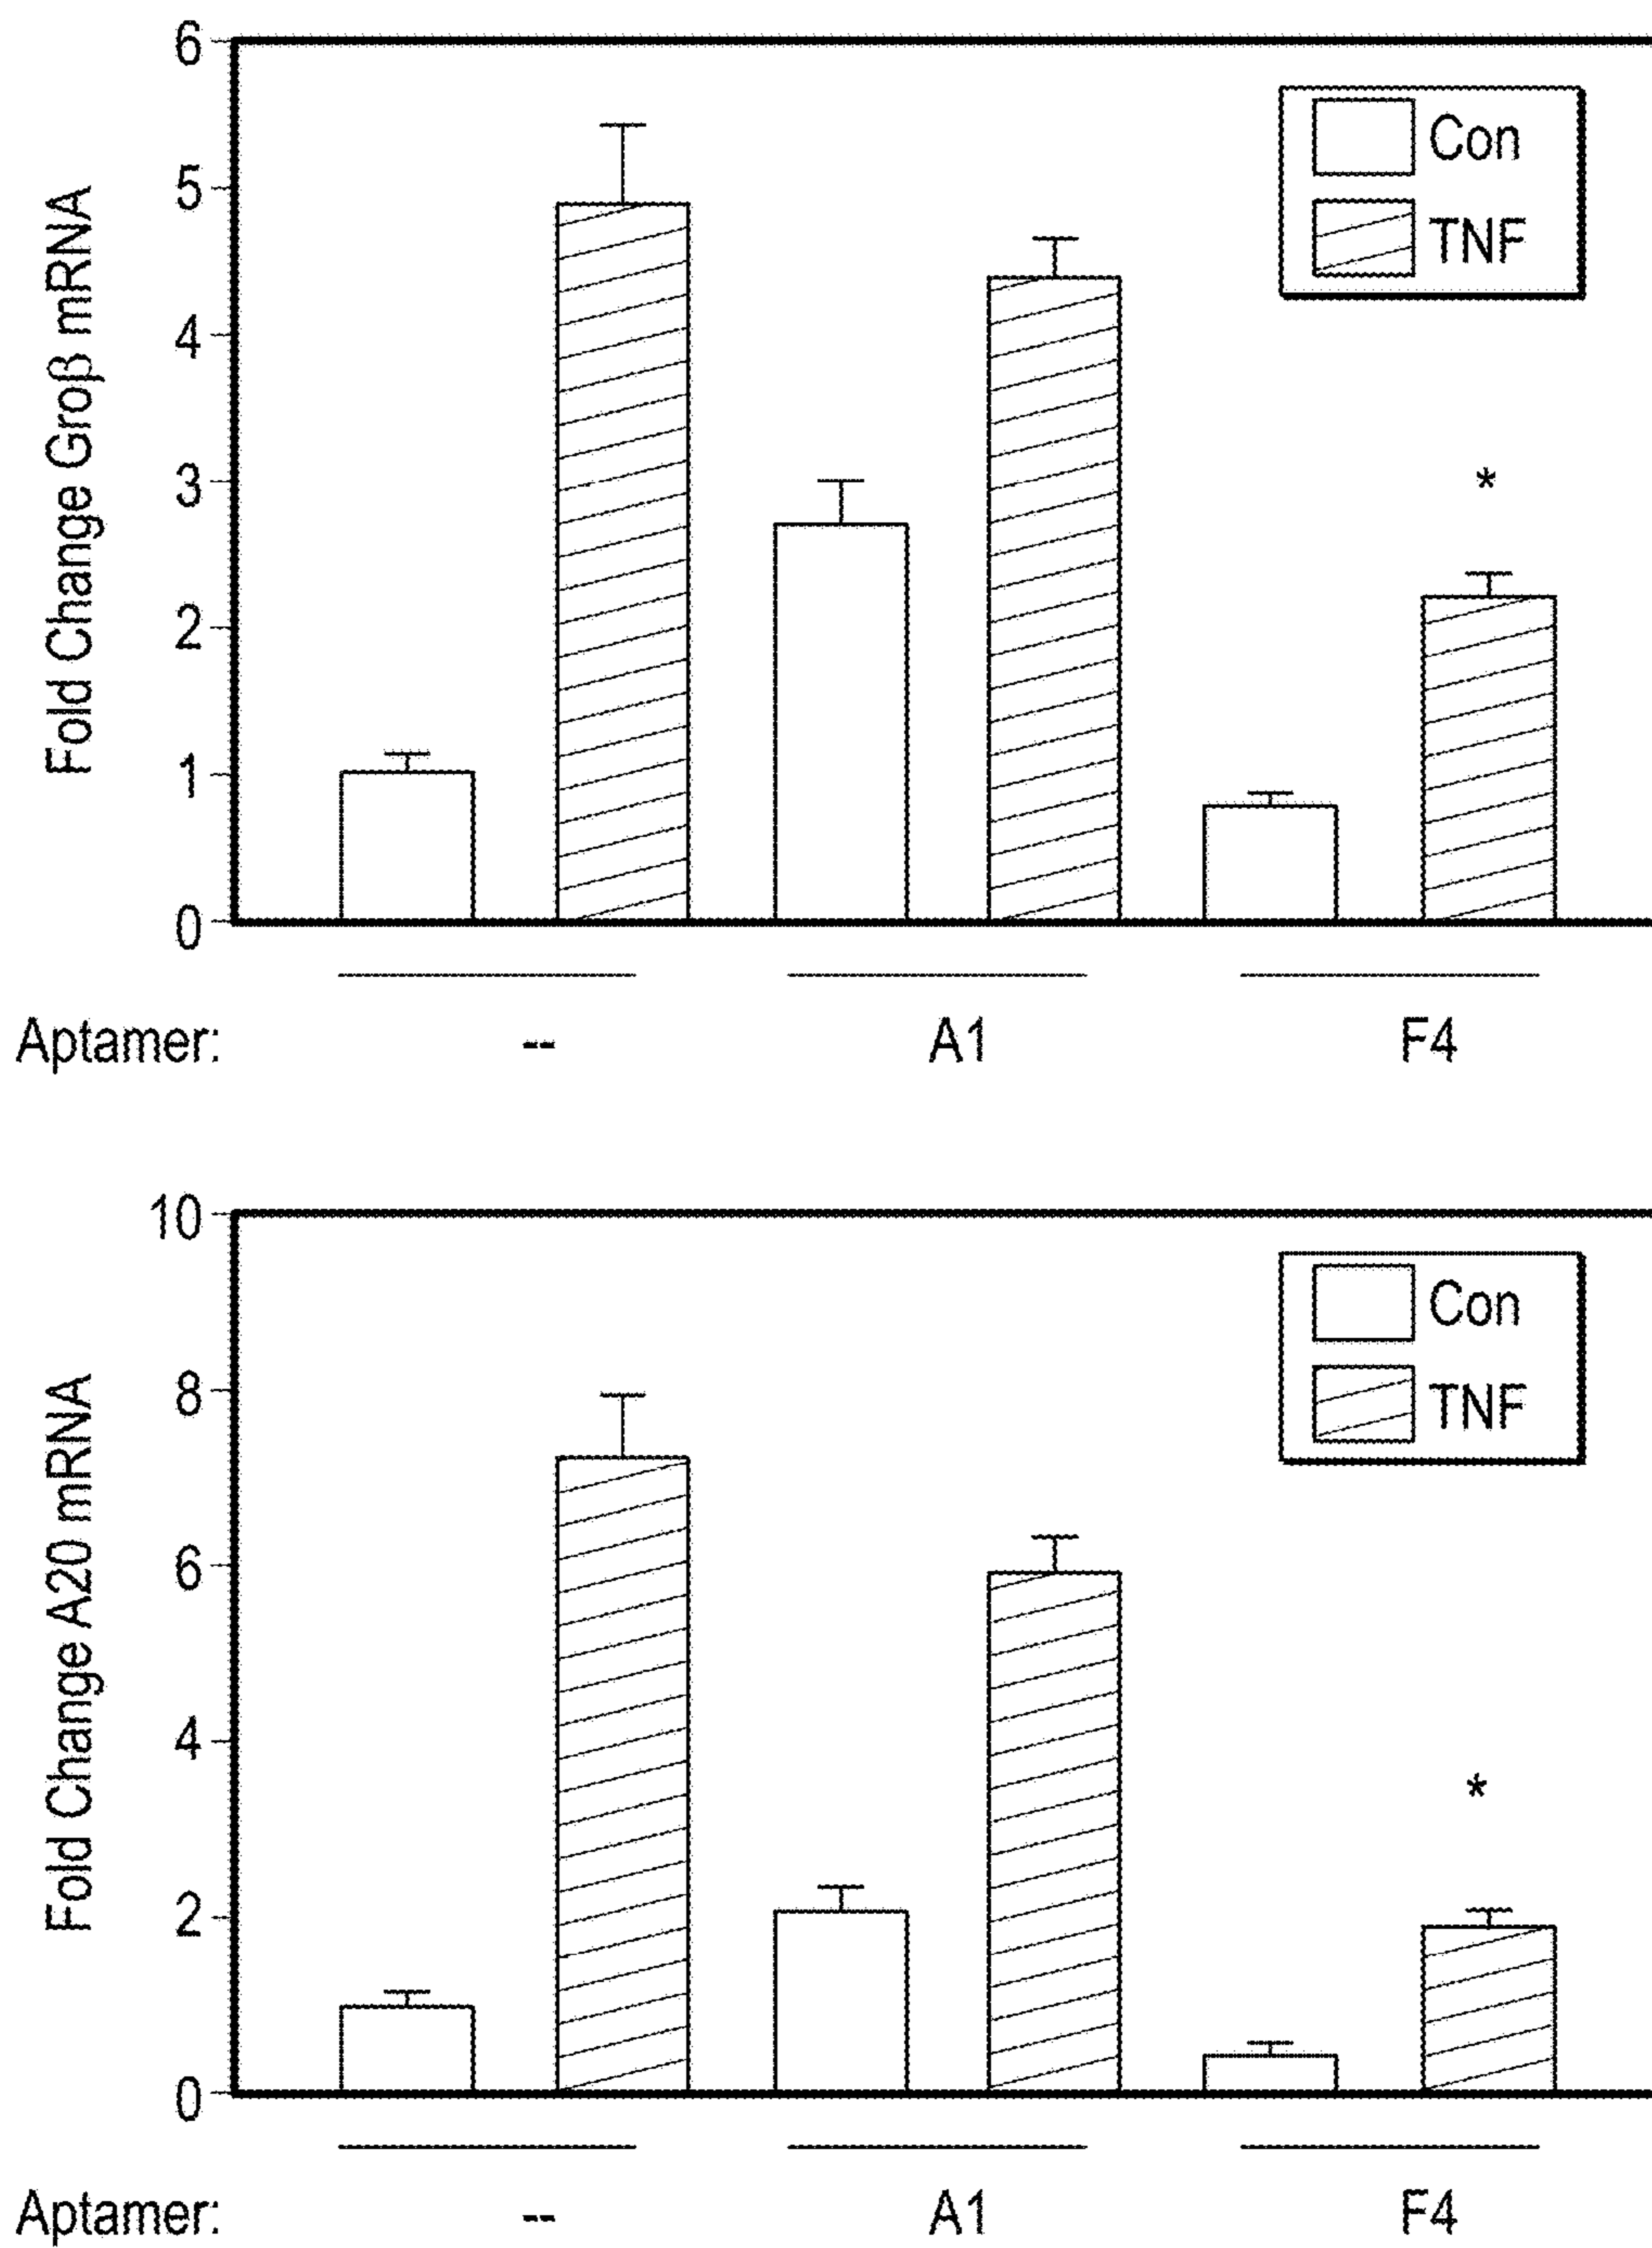 Fold Change Groβ mRNA
6
5
4
3
2
1
0
Con
TNF
*
Aptamer: -- A1 F4
Fold Change A20 mRNA
10
8
6
4
2
0
Con
TNF
*
Aptamer: -- A1 F4